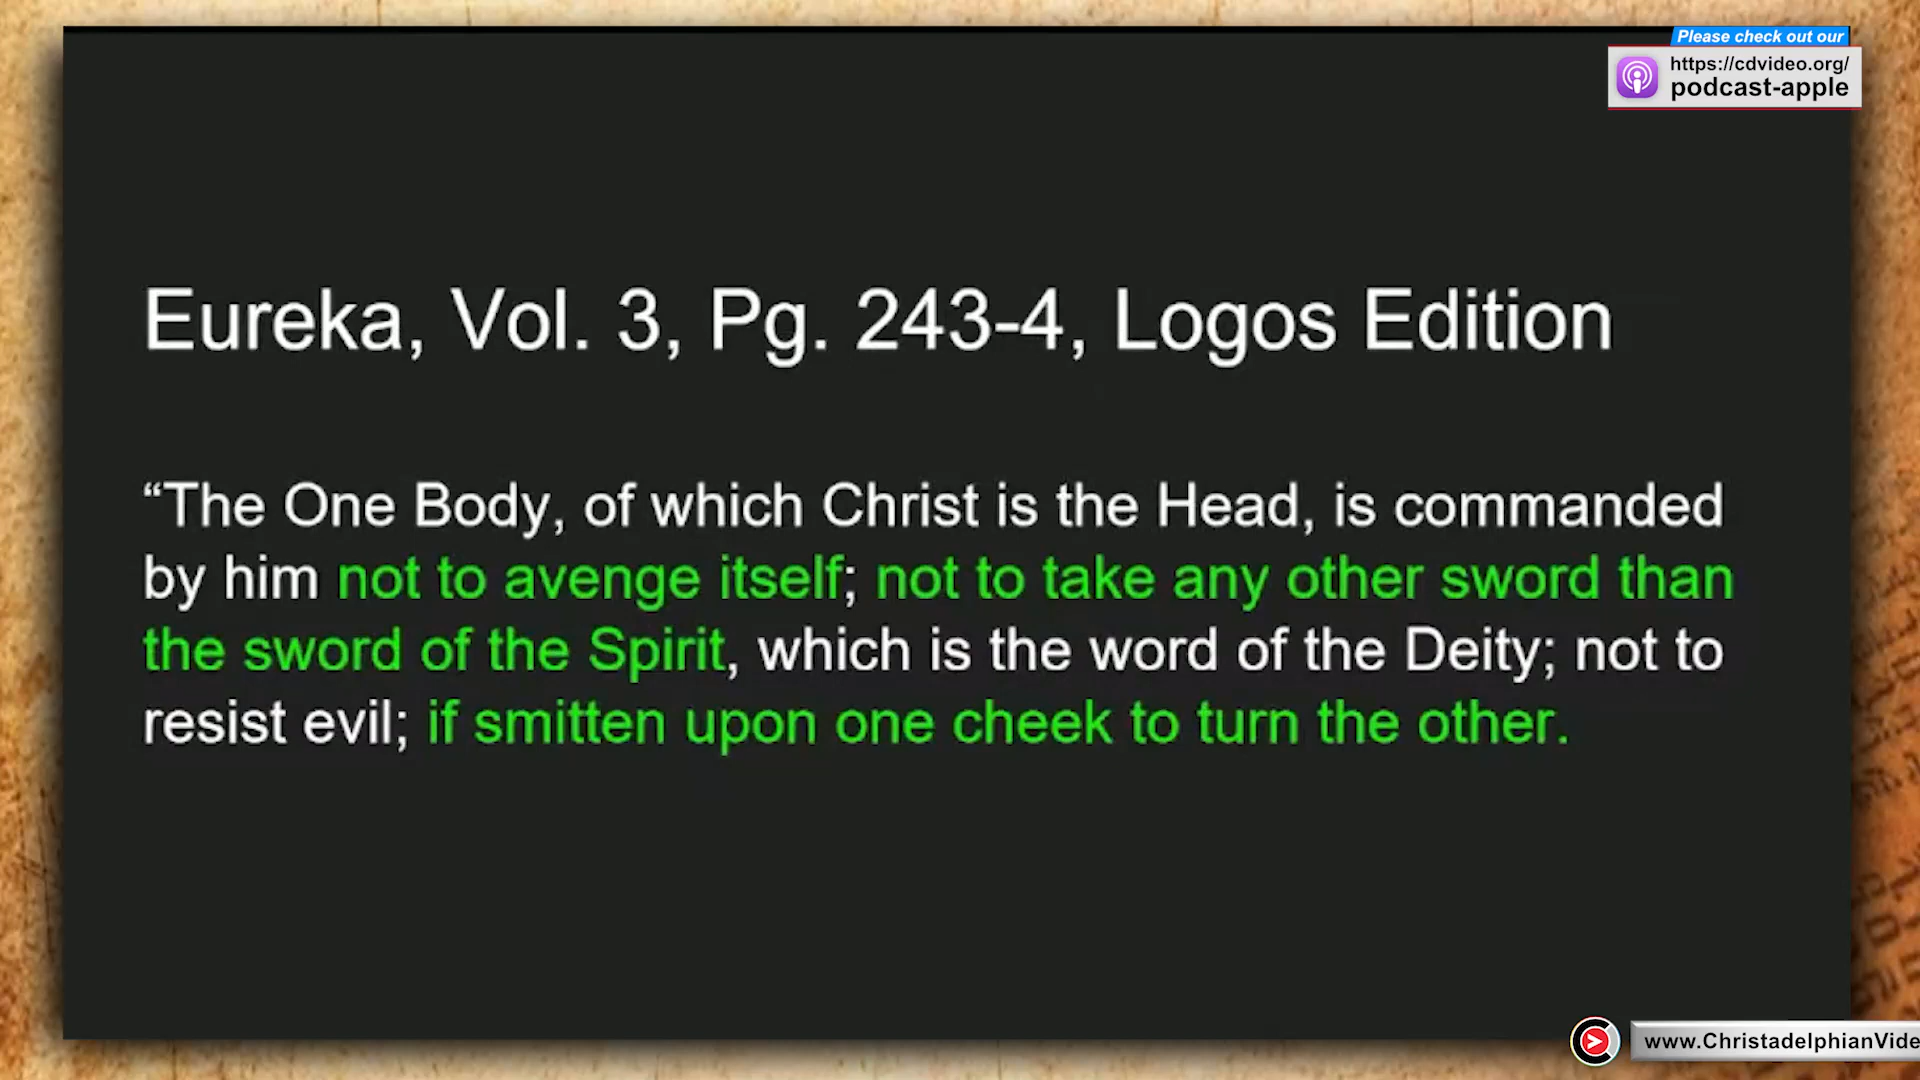 Please check out our
https://cdvideo.org/
podcast-apple
Eureka, Vol. 3, Pg. 243-4, Logos Edition
“The One Body, of which Christ is the Head, is commanded
by him not to avenge itself; not to take any other sword than
the sword of the Spirit, which is the word of the Deity; not to
resist evil; if smitten upon one cheek to turn the other.
www.ChristadelphianVide